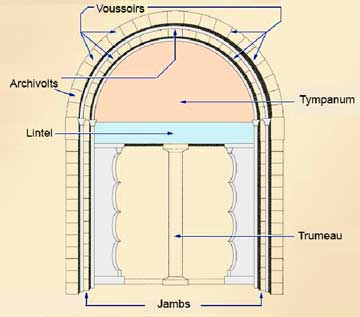 Voussoirs
Archivolts
Tympanum
Lintel
Trumeau
Jambs